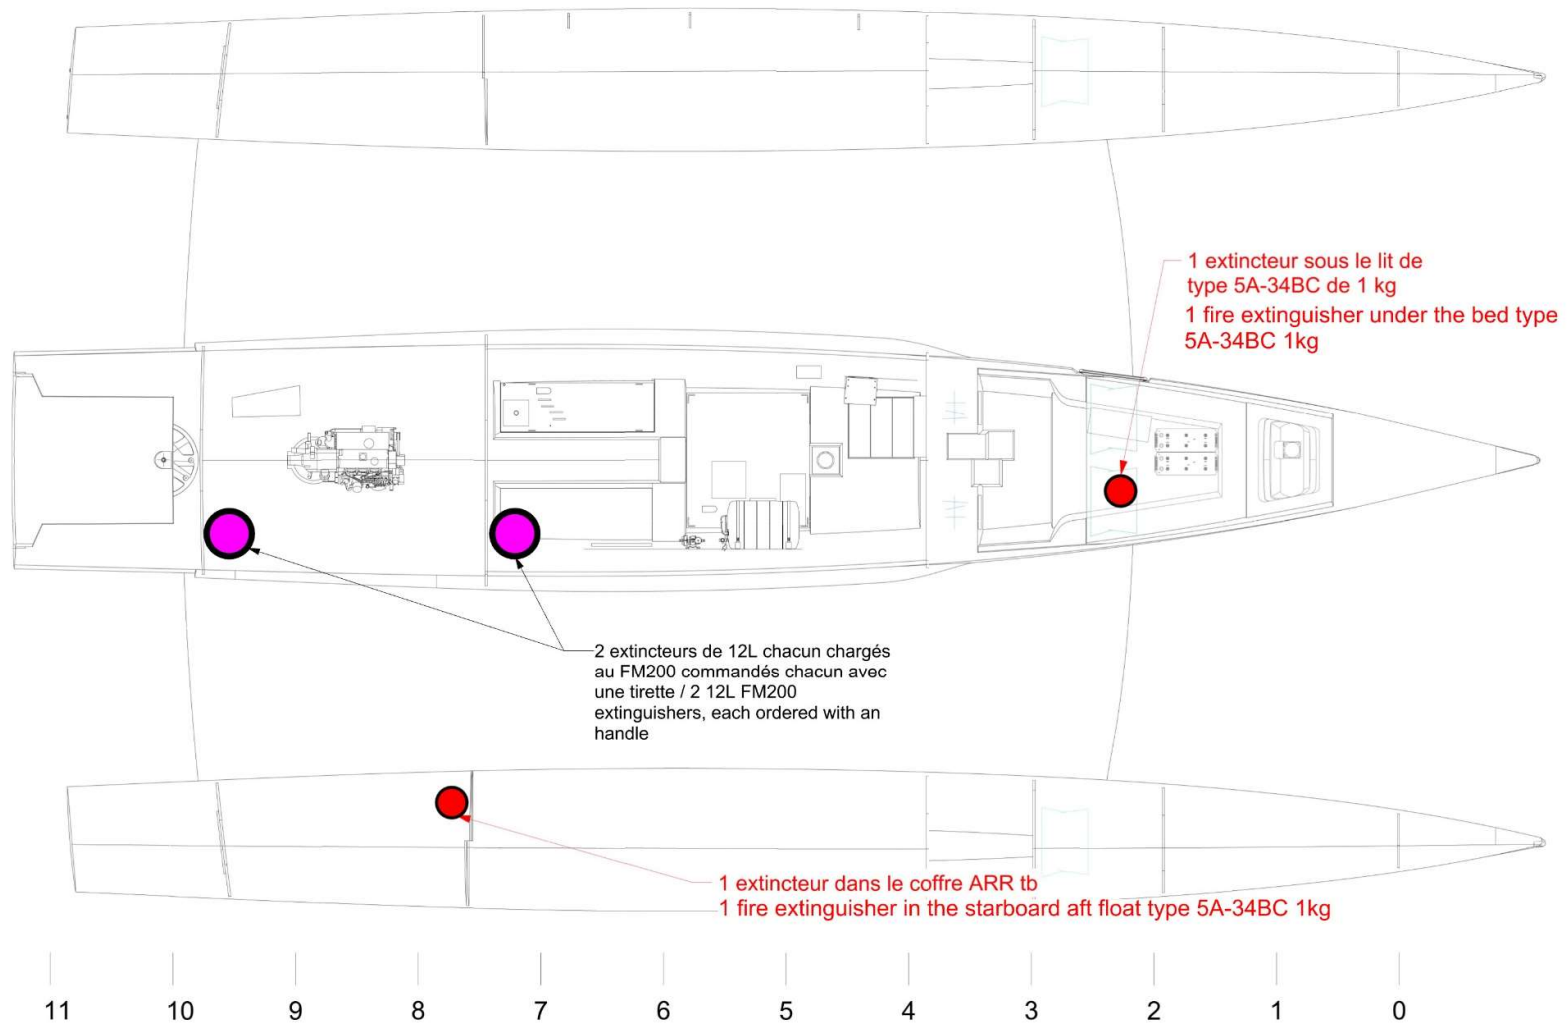 1 extincteur sous le lit de
type 5A-34BC de 1 kg
1 fire extinguisher under the bed type
5A-34BC 1kg
2 extincteurs de 12L chacun chargés
au FM200 commandés chacun avec
une tirette / 2 12L FM200
extinguishers, each ordered with an
handle
1 extincteur dans le coffre ARR tb
1 fire extinguisher in the starboard aft float type 5A-34BC 1kg
11 10 9 8 7 6 5 4 3 2 1 0